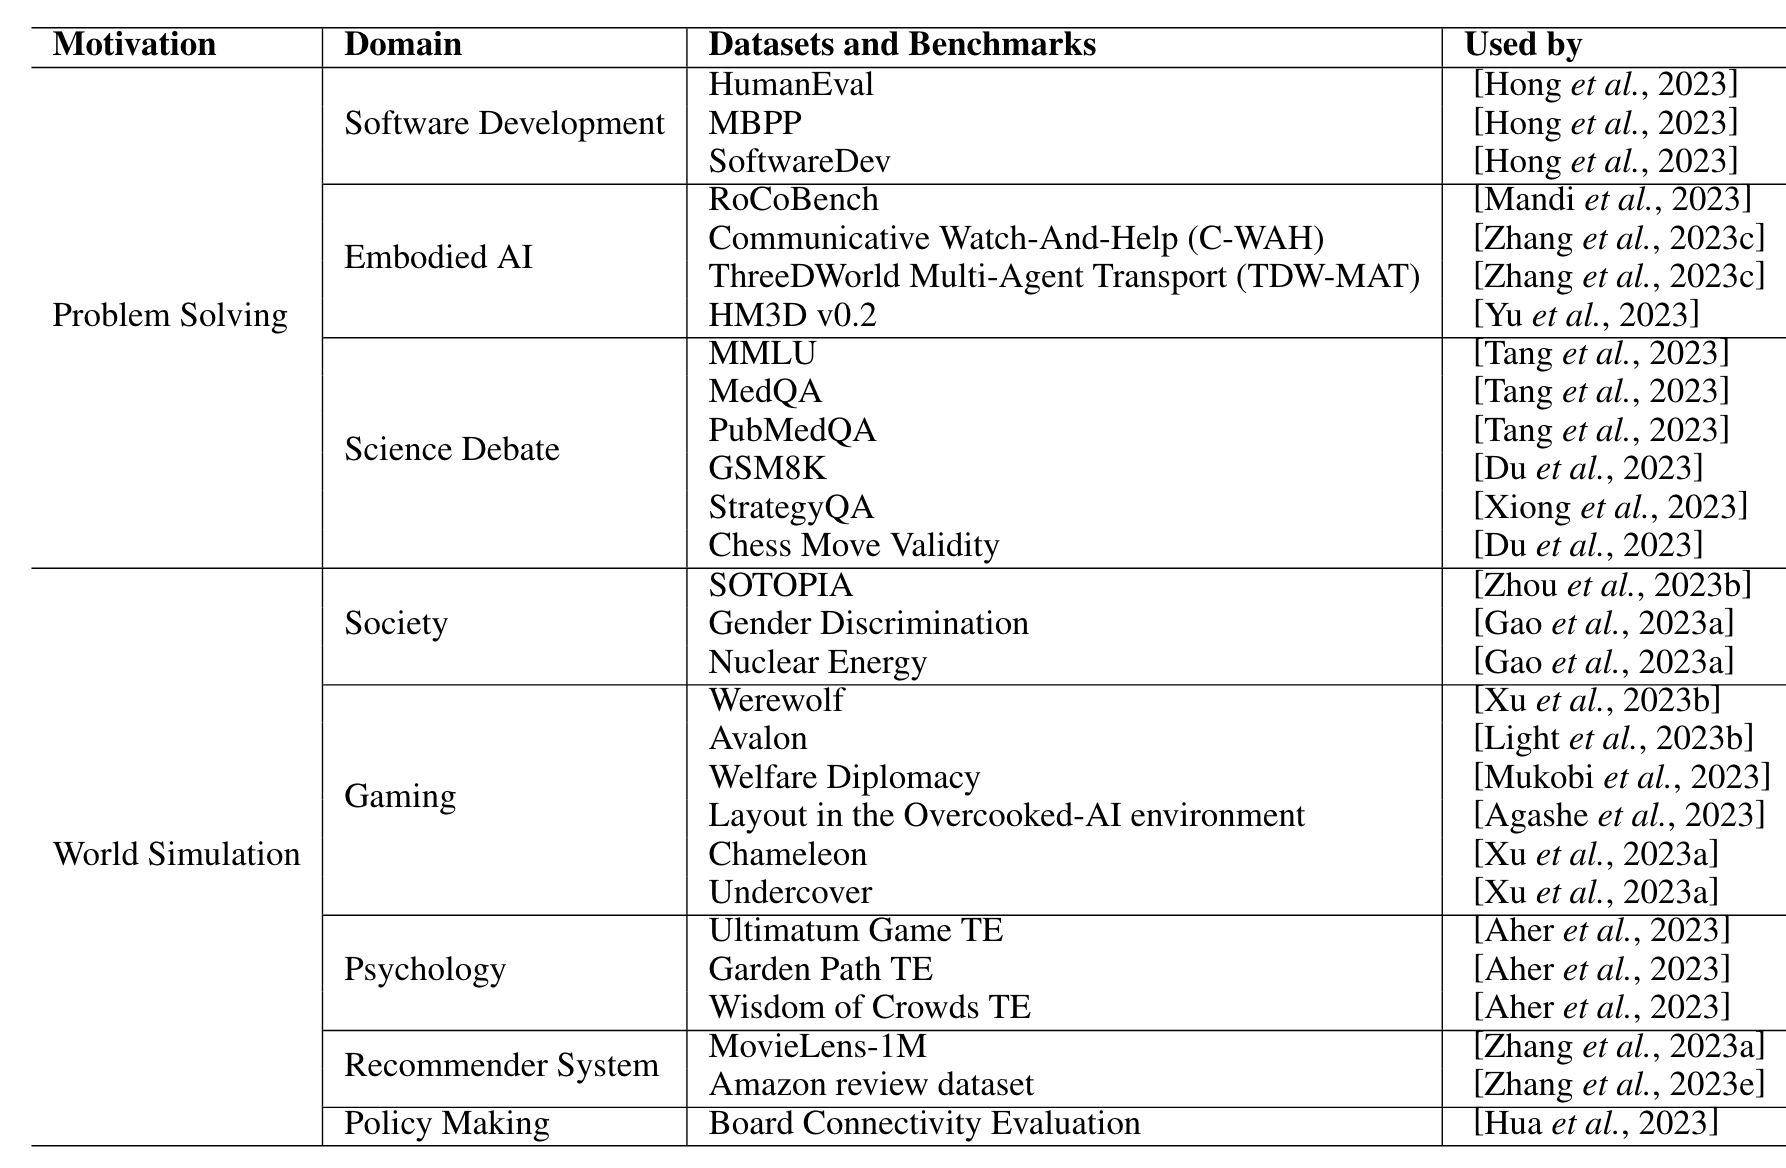 Motivation Domain Datasets and Benchmarks Used by
HumanEval [Hong et al., 2023]
Software Development MBPP [Hong et al., 2023]
SoftwareDev [Hong et al., 2023]
RoCoBench [Mandi et al., 2023]
Communicative Watch-And-Help (C-WAH) [Zhang et al., 2023c]
Embodied AI
ThreeDWorld Multi-Agent Transport (TDW-MAT) [Zhang et al., 2023c]
Problem Solving HM3D v0.2 [Yu et al., 2023]
MMLU [Tang et al., 2023]
MedQA [Tang et al., 2023]
PubMedQA [Tang et al., 2023]
Science Debate
GSM8K [Du et al., 2023]
StrategyQA [Xiong et al., 2023]
Chess Move Validity [Du et al., 2023]
SOTOPIA [Zhou et al., 2023b]
Society Gender Discrimination [Gao et al., 2023a]
Nuclear Energy [Gao et al., 2023a]
Werewolf [Xu et al., 2023b]
Avalon [Light et al., 2023b]
Welfare Diplomacy [Mukobi et al., 2023]
Gaming
Layout in the Overcooked-AI environment [Agashe et al., 2023]
World Simulation Chameleon [Xu et al., 2023a]
Undercover [Xu et al., 2023a]
Ultimatum Game TE [Aher et al., 2023]
Psychology Garden Path TE [Aher et al., 2023]
Wisdom of Crowds TE [Aher et al., 2023]
MovieLens-1M [Zhang et al., 2023a]
Recommender System
Amazon review dataset [Zhang et al., 2023e]
Policy Making Board Connectivity Evaluation [Hua et al., 2023]